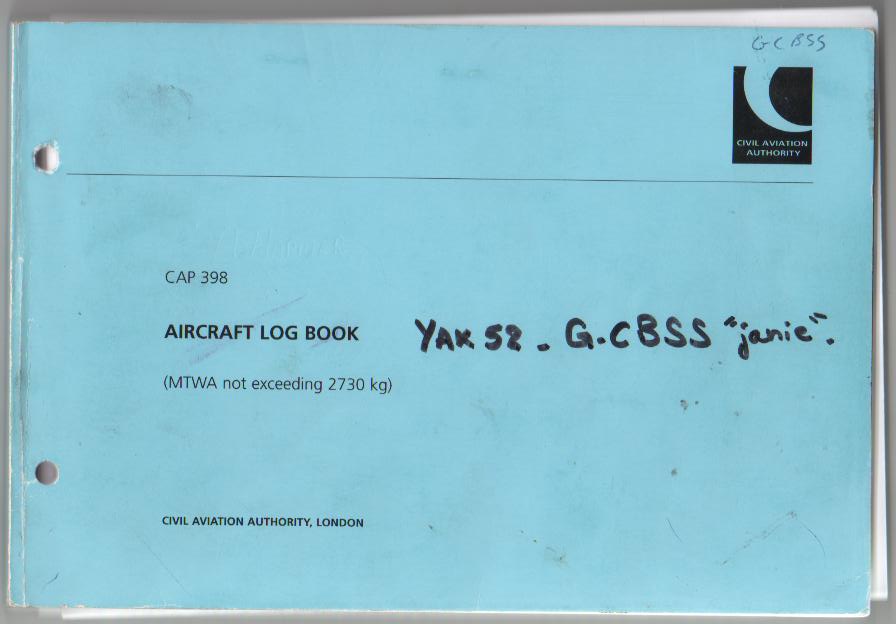 G-CBSS
CIVIL AVIATION
AUTHORITY
CAP 398
AIRCRAFT LOG BOOK
YAK 52 - G-CBSS "janie".
(MTWA not exceeding 2730 kg)
CIVIL AVIATION AUTHORITY, LONDON